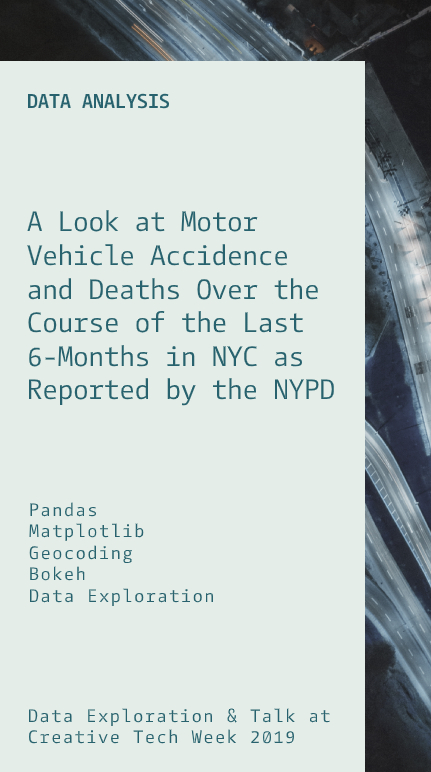 DATA ANALYSIS
A Look at Motor
Vehicle Accidence
and Deaths Over the
Course of the Last
6-Months in NYC as
Reported by the NYPD
Pandas
Matplotlib
Geocoding
Bokeh
Data Exploration
Data Exploration & Talk at
Creative Tech Week 2019